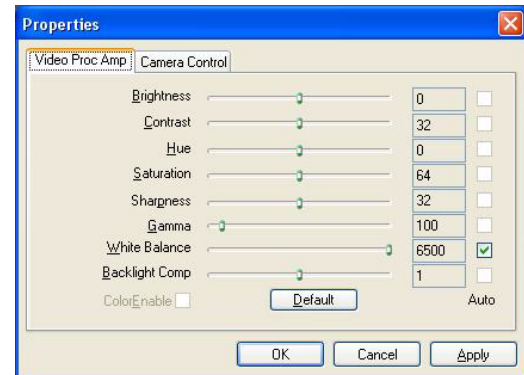 Properties
Video Proc Amp Camera Control
Brightness 0
Contrast 32
Hue 0
Saturation 64
Sharpness 32
Gamma 100
White Balance 6500
Backlight Comp 1
ColorEnable Default Auto
OK Cancel Apply